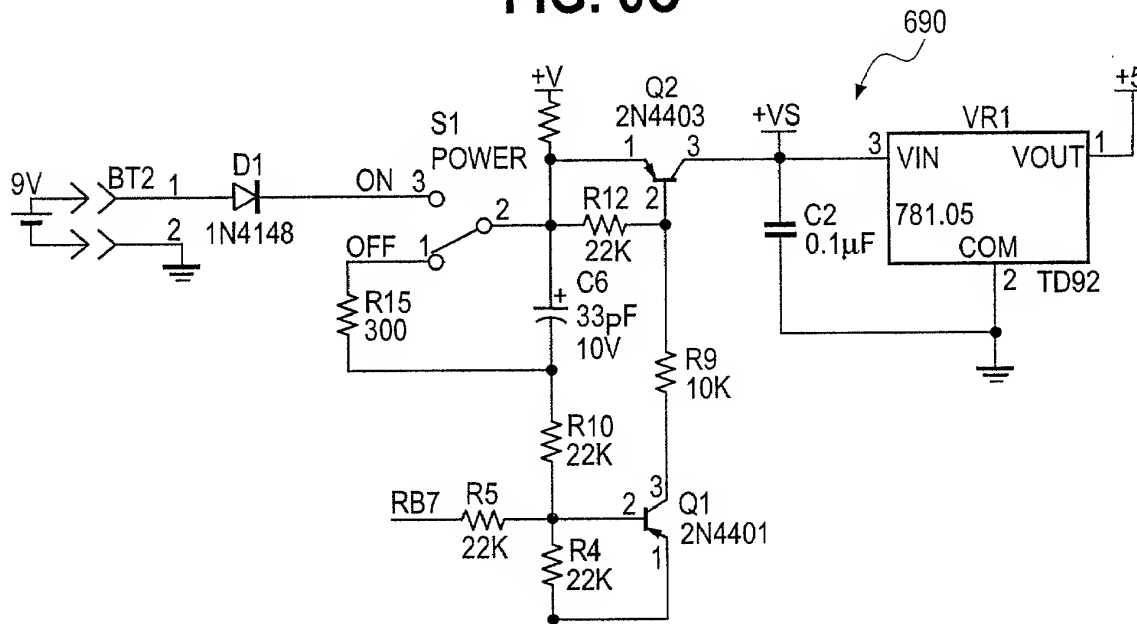 690
+V
Q2
2N4403
+5
S1
POWER
+VS
VR1
1
3
3
VIN
VOUT
1
9V
BT2
1
D1
ON
3
2
R12
2
C2
0.1μF
781.05
1N4148
2
OFF
1
22K
COM
C6
2
TD92
R15
300
+
33pF
10V
R9
10K
R10
22K
3
RB7
R5
2
Q1
2N4401
22K
R4
22K
1